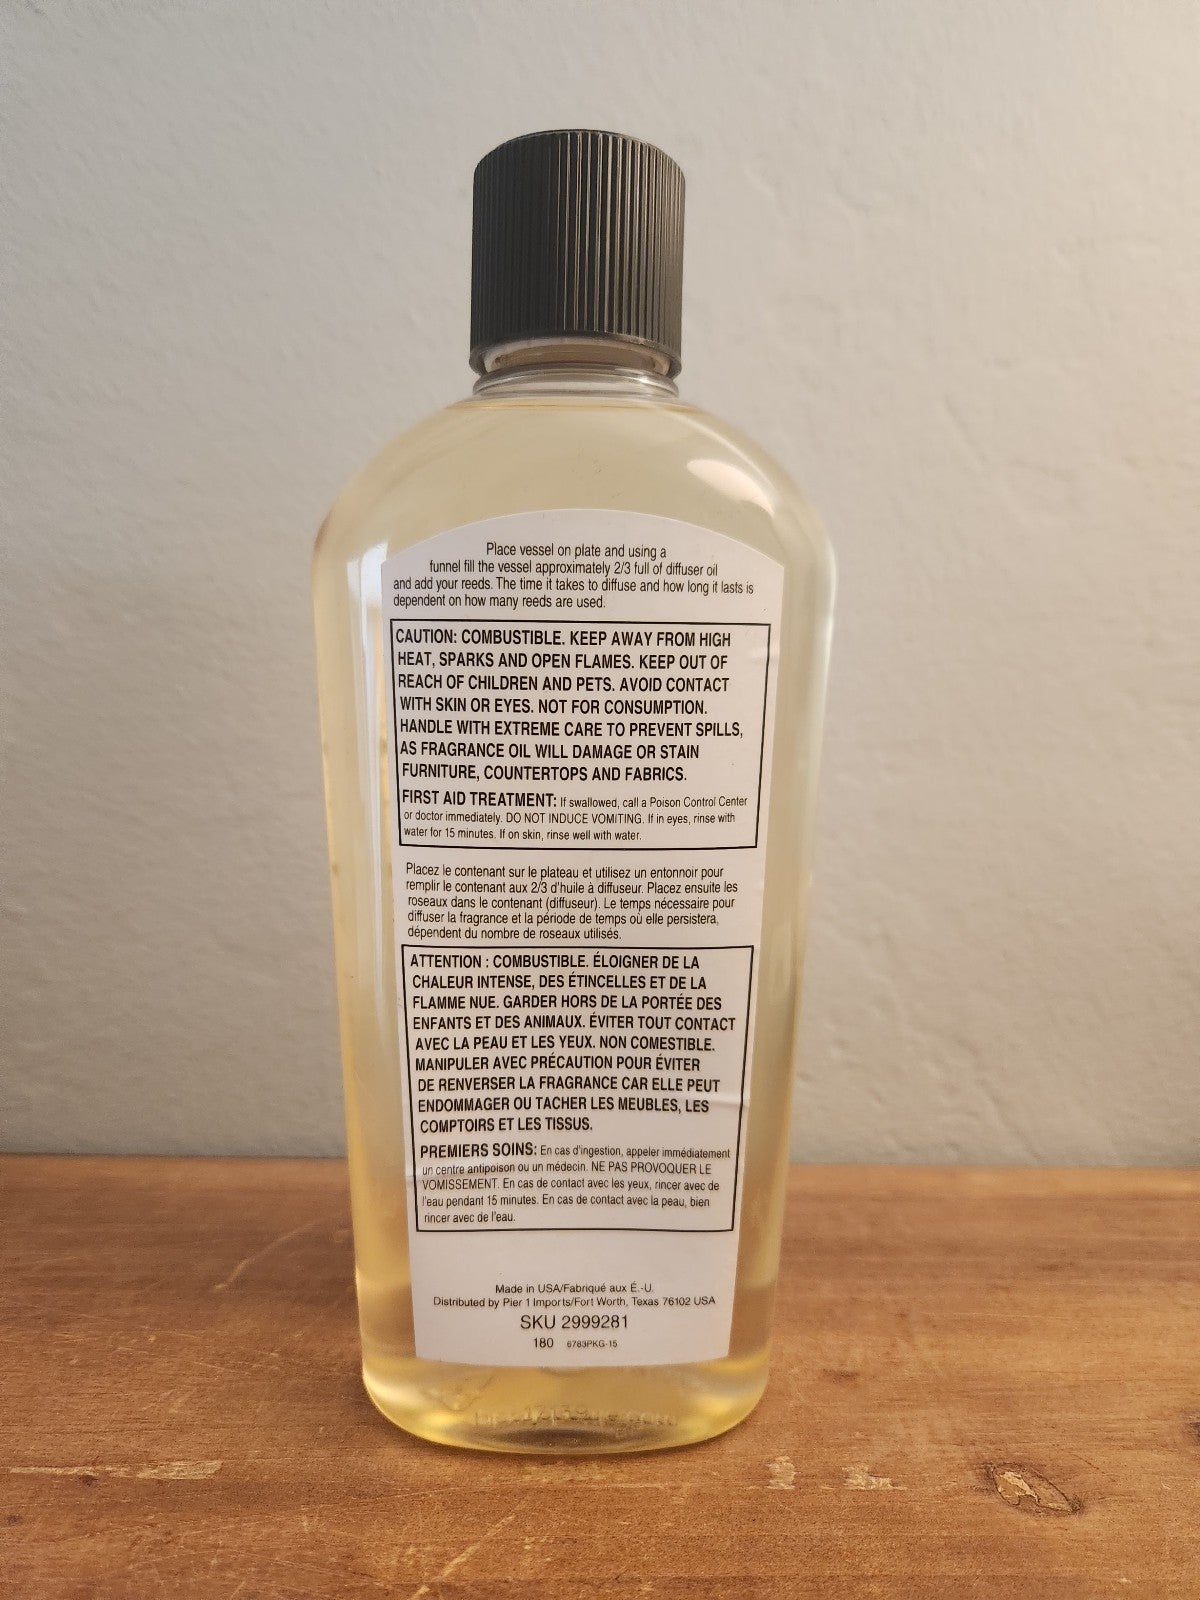 Place vessel on plate and using a
funnel fill the vessel approximately 2/3 full of diffuser oil
and add your reeds. The time it takes to diffuse and how long it lasts is
dependent on how many reeds are used.
CAUTION: COMBUSTIBLE. KEEP AWAY FROM HIGH
HEAT, SPARKS AND OPEN FLAMES. KEEP OUT OF
REACH OF CHILDREN AND PETS. AVOID CONTACT
WITH SKIN OR EYES. NOT FOR CONSUMPTION.
HANDLE WITH EXTREME CARE TO PREVENT SPILLS,
AS FRAGRANCE OIL WILL DAMAGE OR STAIN
FURNITURE, COUNTERTOPS AND FABRICS.
FIRST AID TREATMENT: If swallowed, call a Poison Control Center
or doctor immediately. DO NOT INDUCE VOMITING. If in eyes, rinse with
water for 15 minutes. If on skin, rinse well with water.
Placez le contenant sur le plateau et utilisez un entonnoir pour
remplir le contenant aux 2/3 d'huile à diffuseur. Placez ensuite les
roseaux dans le contenant (diffuseur). Le temps nécessaire pour
diffuser la fragrance et la période de temps où elle persistera,
dépendent du nombre de roseaux utilisés.
ATTENTION : COMBUSTIBLE. ÉLOIGNER DE LA
CHALEUR INTENSE, DES ÉTINCELLES ET DE LA
FLAMME NUE. GARDER HORS DE LA PORTÉE DES
ENFANTS ET DES ANIMAUX. ÉVITER TOUT CONTACT
AVEC LA PEAU ET LES YEUX. NON COMESTIBLE.
MANIPULER AVEC PRÉCAUTION POUR ÉVITER
DE RENVERSER LA FRAGRANCE CAR ELLE PEUT
ENDOMMAGER OU TACHER LES MEUBLES, LES
COMPTOIRS ET LES TISSUS.
PREMIERS SOINS: En cas d'ingestion, appeler immédiatement
un centre antipoison ou un médecin. NE PAS PROVOQUER LE
VOMISSEMENT. En cas de contact avec les yeux, rincer avec de
l'eau pendant 15 minutes. En cas de contact avec la peau, bien
rincer avec de l'eau.
Made in USA/Fabriqué aux É.-U.
Distributed by Pier 1 Imports/Fort Worth, Texas 76102 USA
SKU 2999281
180 6783PKG-15